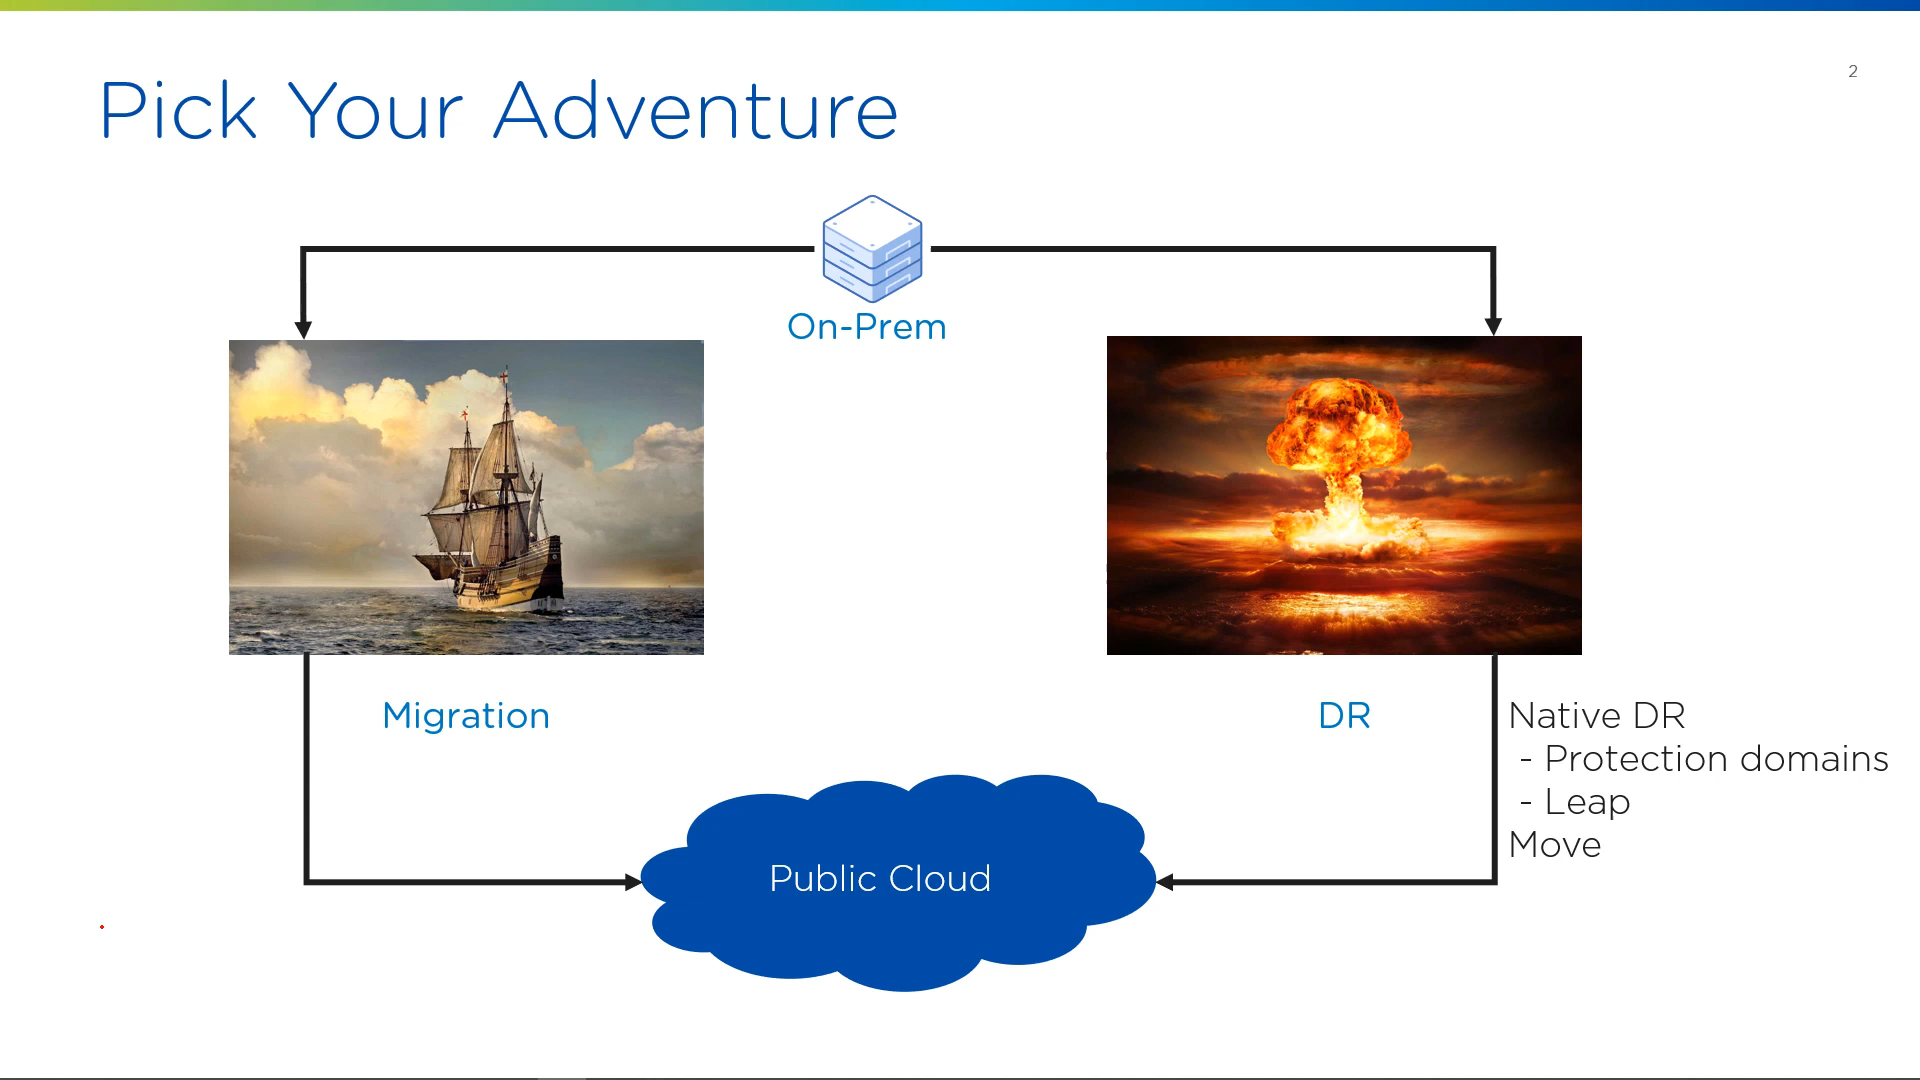 2
Pick Your Adventure
On-Prem
Migration
DR
Native DR
- Protection domains
- Leap
Move
Public Cloud